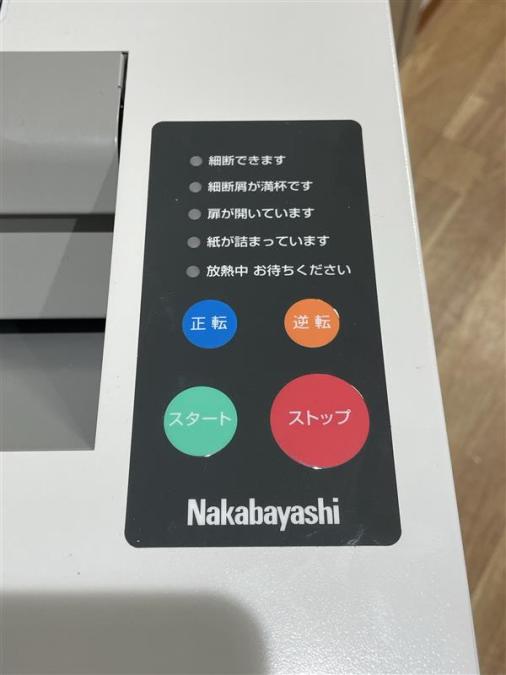 細断できます
細断屑が満杯です
扉が開いています
紙が詰まっています
放熱中 お待ちください
正転 逆転
スタート ストップ
Nakabayashi